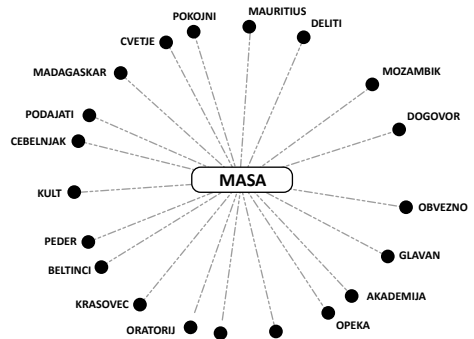 POKOJNI
MAURITIUS
CVETJE
DELITI
MADAGASKAR
MOZAMBIK
PODAJATI
DOGOVOR
CEBELNJAK
MASA
KULT
OBVEZNO
PEDER
GLAVAN
BELTINCI
KRASOVEC
AKADEMIJA
ORATORIJ
OPEKA